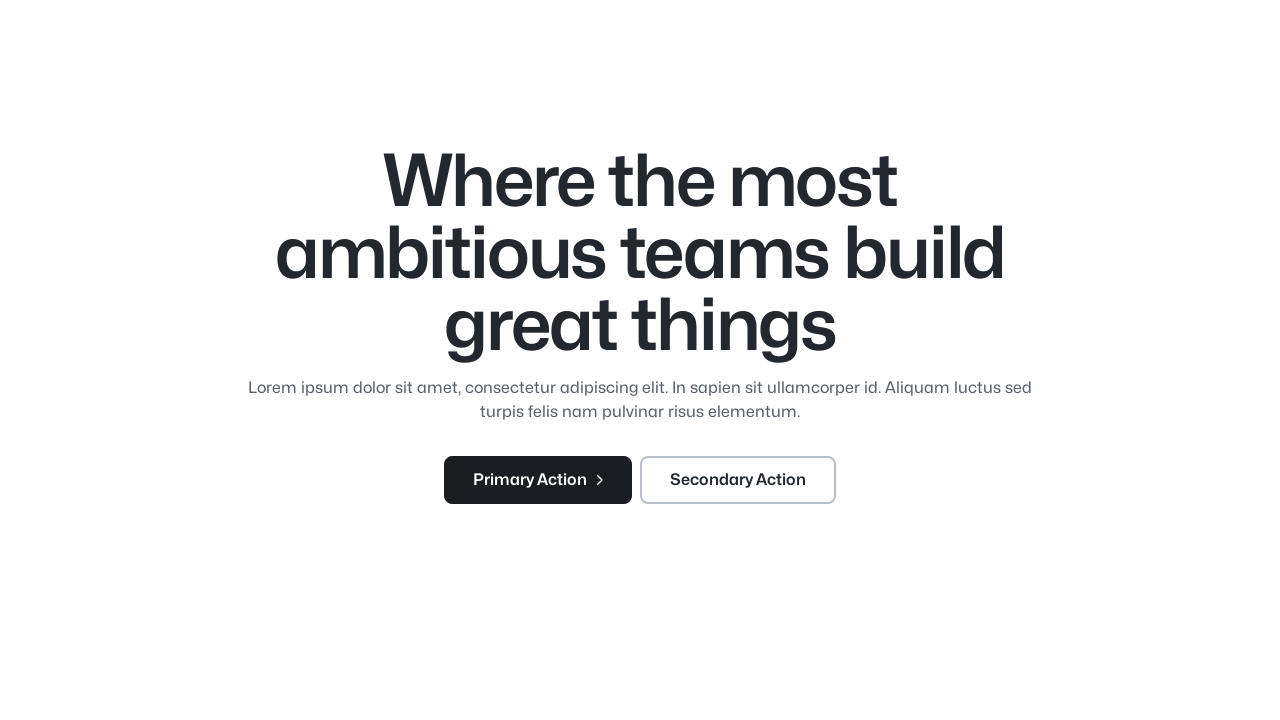 Where the most
ambitious teams build
great things
Lorem ipsum dolor sit amet, consectetur adipiscing elit. In sapien sit ullamcorper id. Aliquam luctus sed
turpis felis nam pulvinar risus elementum.
Primary Action
Secondary Action